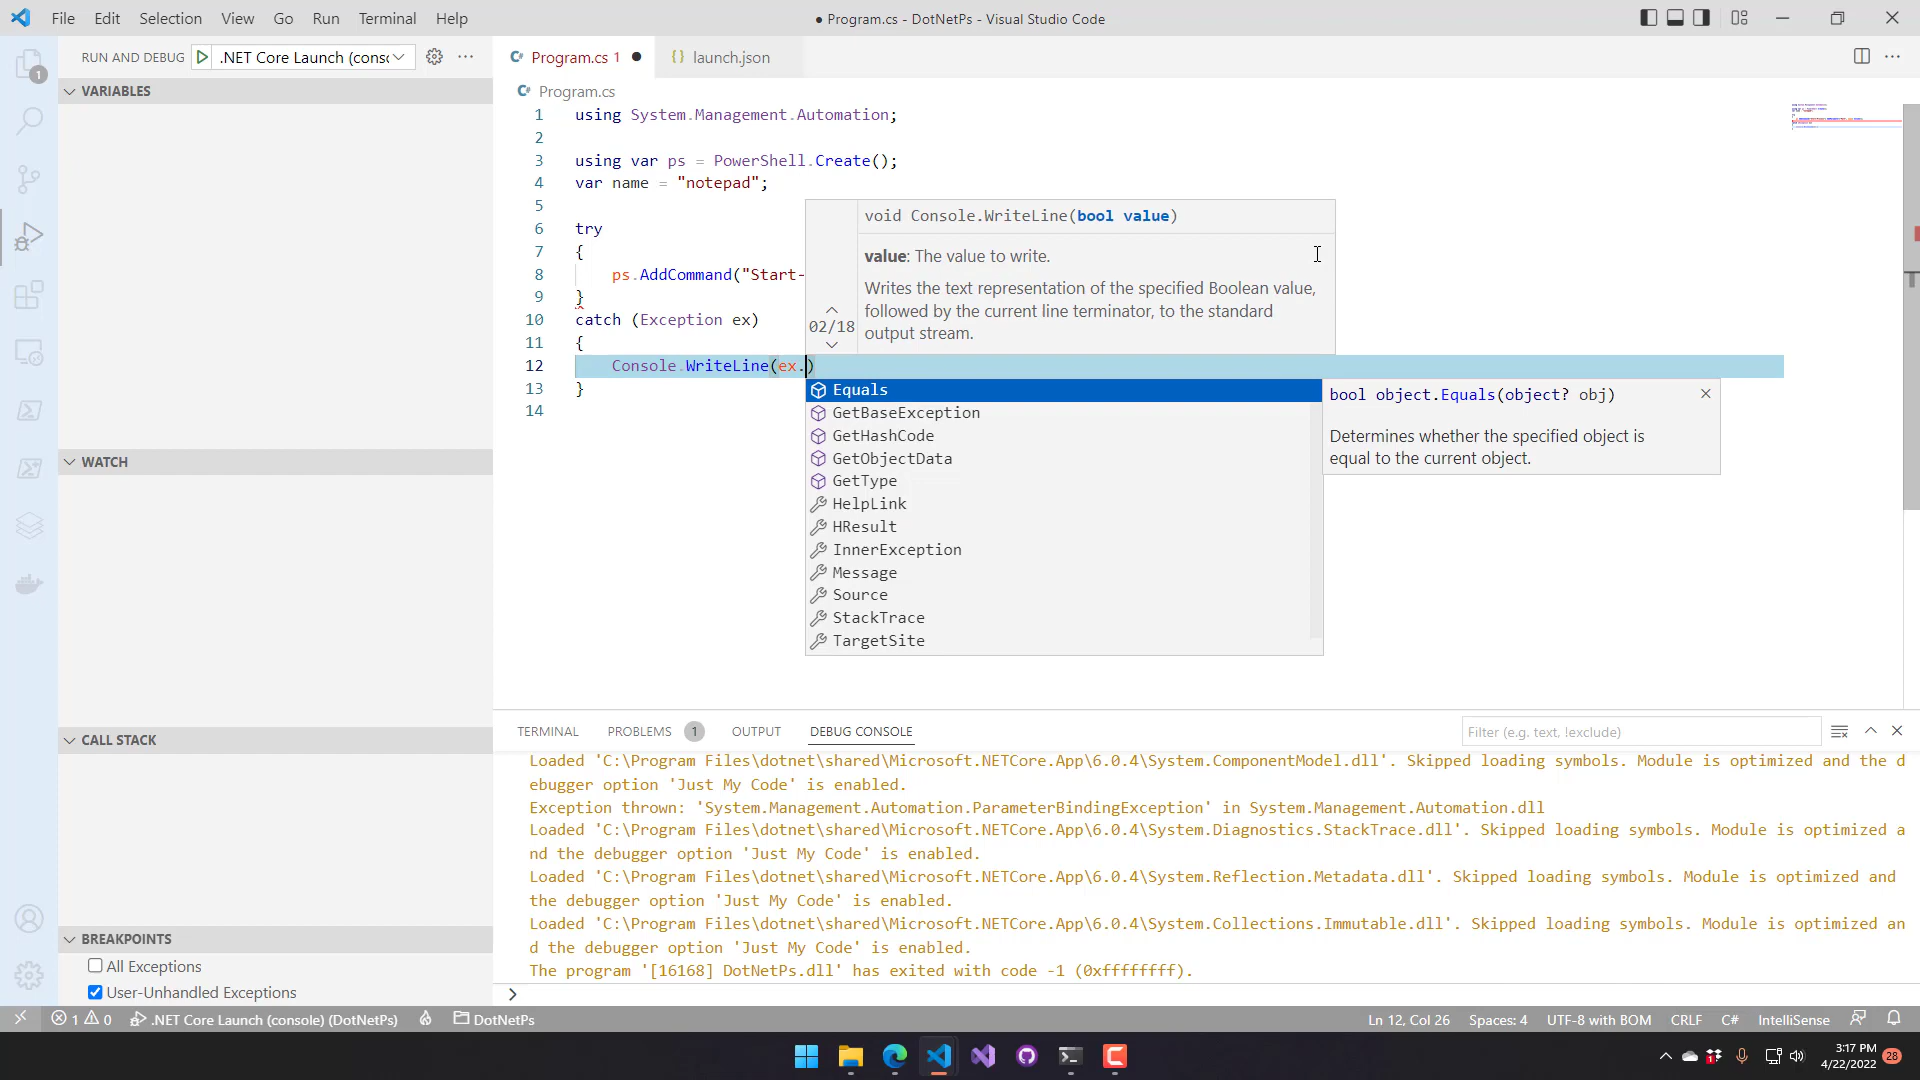 File Edit Selection View Go Run Terminal Help
● Program.cs - DotNetPs - Visual Studio Code
1
RUN AND DEBUG
.NET Core Launch (consc
Program.cs 1
launch.json
VARIABLES
Program.cs
1 using System.Management.Automation;
2
3 using var ps = PowerShell.Create();
4 var name = "notepad";
5
6 try
7 {
8 ps.AddCommand("Start-
9 }
10 catch (Exception ex)
11 {
12 Console.WriteLine(ex.)
13 }
14
void Console.WriteLine(bool value)
value: The value to write.
Writes the text representation of the specified Boolean value,
followed by the current line terminator, to the standard
output stream.
02/18
Equals
GetBaseException
GetHashCode
GetObjectData
GetType
HelpLink
HResult
InnerException
Message
Source
StackTrace
TargetSite
bool object.Equals(object? obj)
Determines whether the specified object is
equal to the current object.
WATCH
CALL STACK
BREAKPOINTS
All Exceptions
User-Unhandled Exceptions
TERMINAL PROBLEMS 1 OUTPUT DEBUG CONSOLE
Filter (e.g. text, !exclude)
Loaded 'C:\Program Files\dotnet\shared\Microsoft.NETCore.App\6.0.4\System.ComponentModel.dll'. Skipped loading symbols. Module is optimized and the d
ebugger option 'Just My Code' is enabled.
Exception thrown: 'System.Management.Automation.ParameterBindingException' in System.Management.Automation.dll
Loaded 'C:\Program Files\dotnet\shared\Microsoft.NETCore.App\6.0.4\System.Diagnostics.StackTrace.dll'. Skipped loading symbols. Module is optimized a
nd the debugger option 'Just My Code' is enabled.
Loaded 'C:\Program Files\dotnet\shared\Microsoft.NETCore.App\6.0.4\System.Reflection.Metadata.dll'. Skipped loading symbols. Module is optimized and
the debugger option 'Just My Code' is enabled.
Loaded 'C:\Program Files\dotnet\shared\Microsoft.NETCore.App\6.0.4\System.Collections.Immutable.dll'. Skipped loading symbols. Module is optimized an
d the debugger option 'Just My Code' is enabled.
The program '[16168] DotNetPs.dll' has exited with code -1 (0xffffffff).
1 0 .NET Core Launch (console) (DotNetPs) DotNetPs
Ln 12, Col 26 Spaces: 4 UTF-8 with BOM CRLF C# IntelliSense
3:17 PM
4/22/2022
28